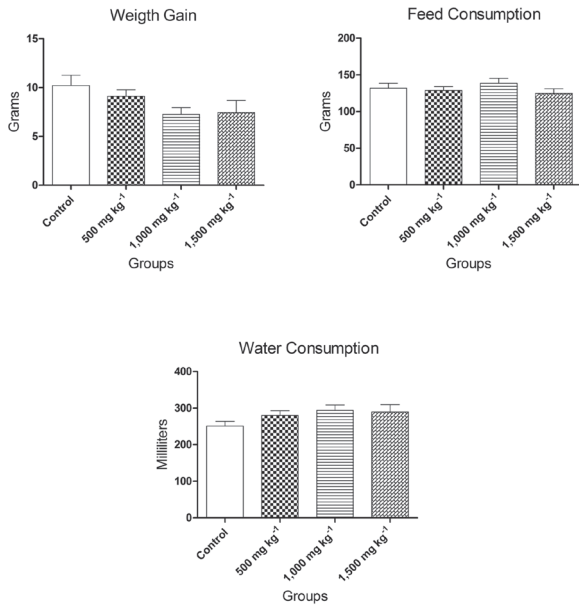 Weigth Gain
15
10
5
0
Grams
Control
500 mg kg⁻¹
1,000 mg kg⁻¹
1,500 mg kg⁻¹
Groups
Feed Consumption
200
150
100
50
0
Grams
Control
500 mg kg⁻¹
1,000 mg kg⁻¹
1,500 mg kg⁻¹
Groups
Water Consumption
400
300
200
100
0
Milliliters
Control
500 mg kg⁻¹
1,000 mg kg⁻¹
1,500 mg kg⁻¹
Groups